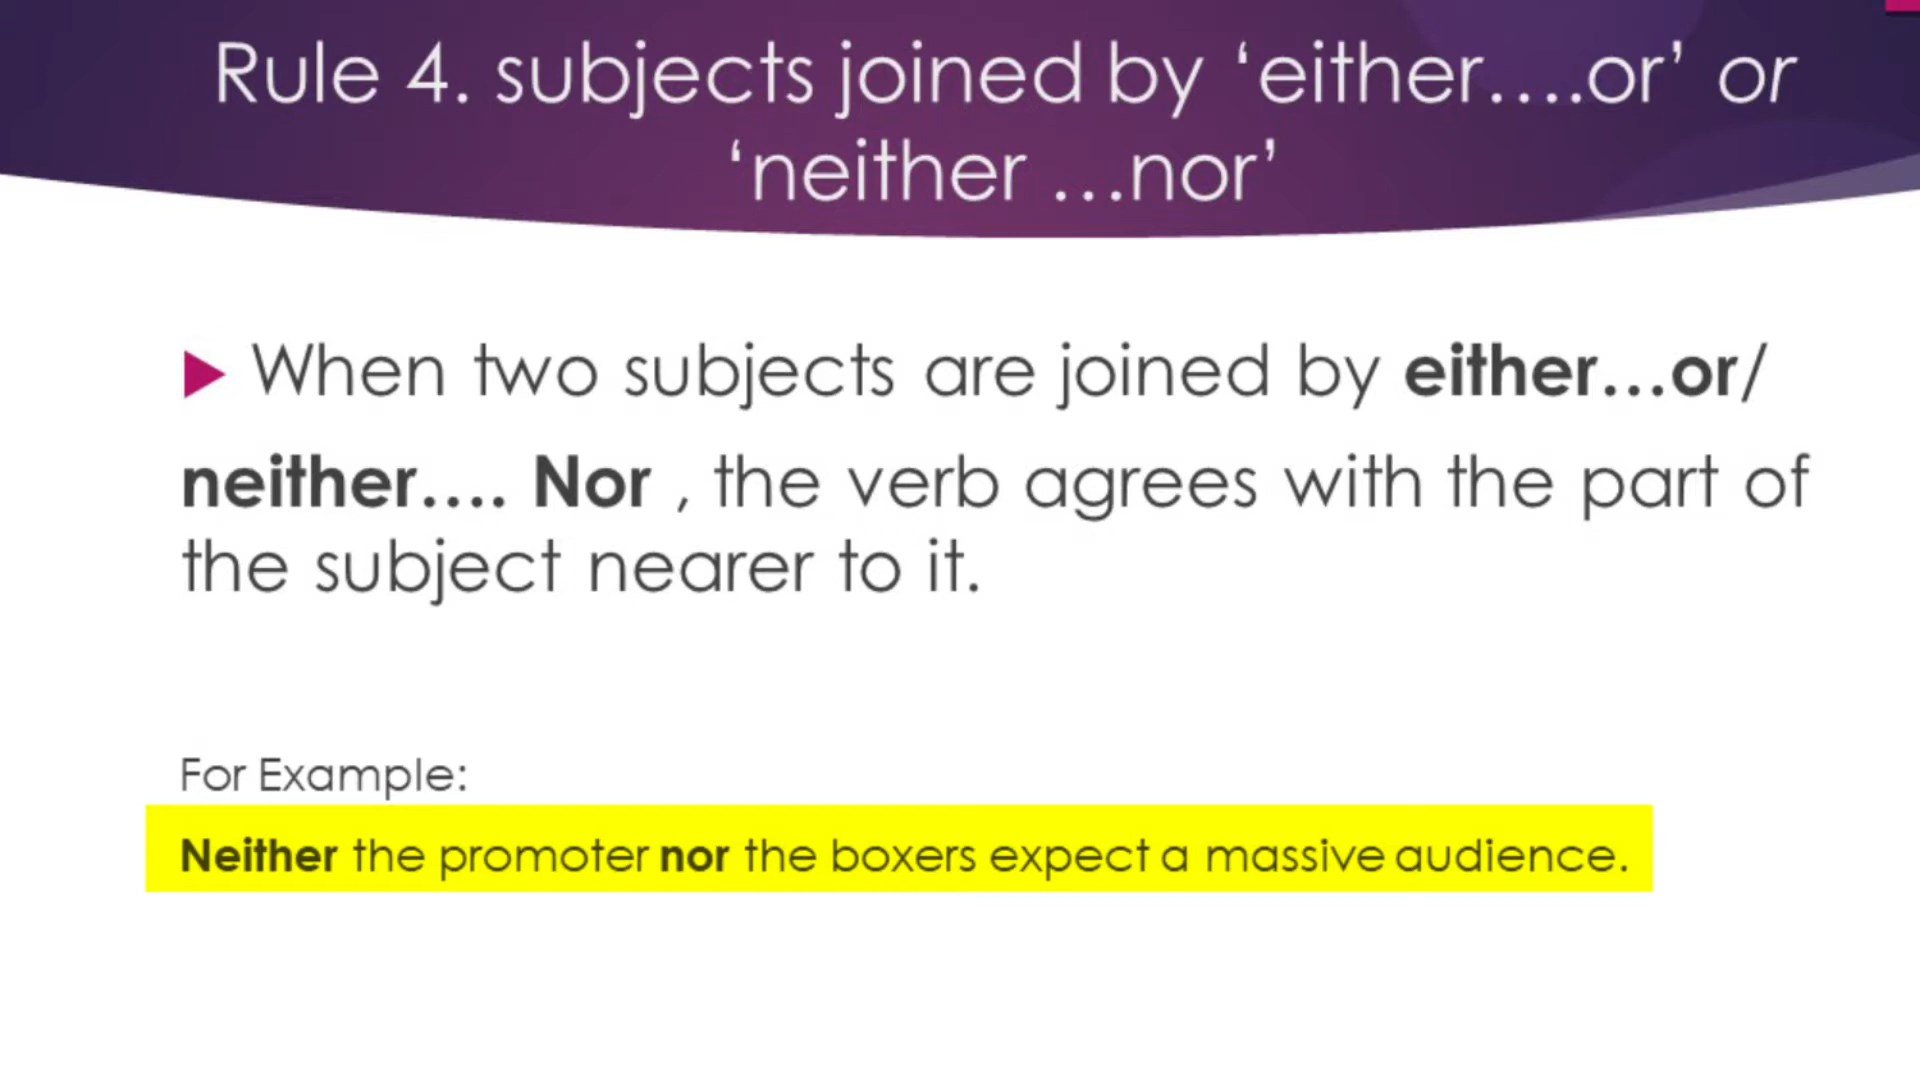 Rule 4. subjects joined by ‘either....or’ or
‘neither ...nor’
When two subjects are joined by either...or/
neither.... Nor , the verb agrees with the part of
the subject nearer to it.
For Example:
Neither the promoter nor the boxers expect a massive audience.